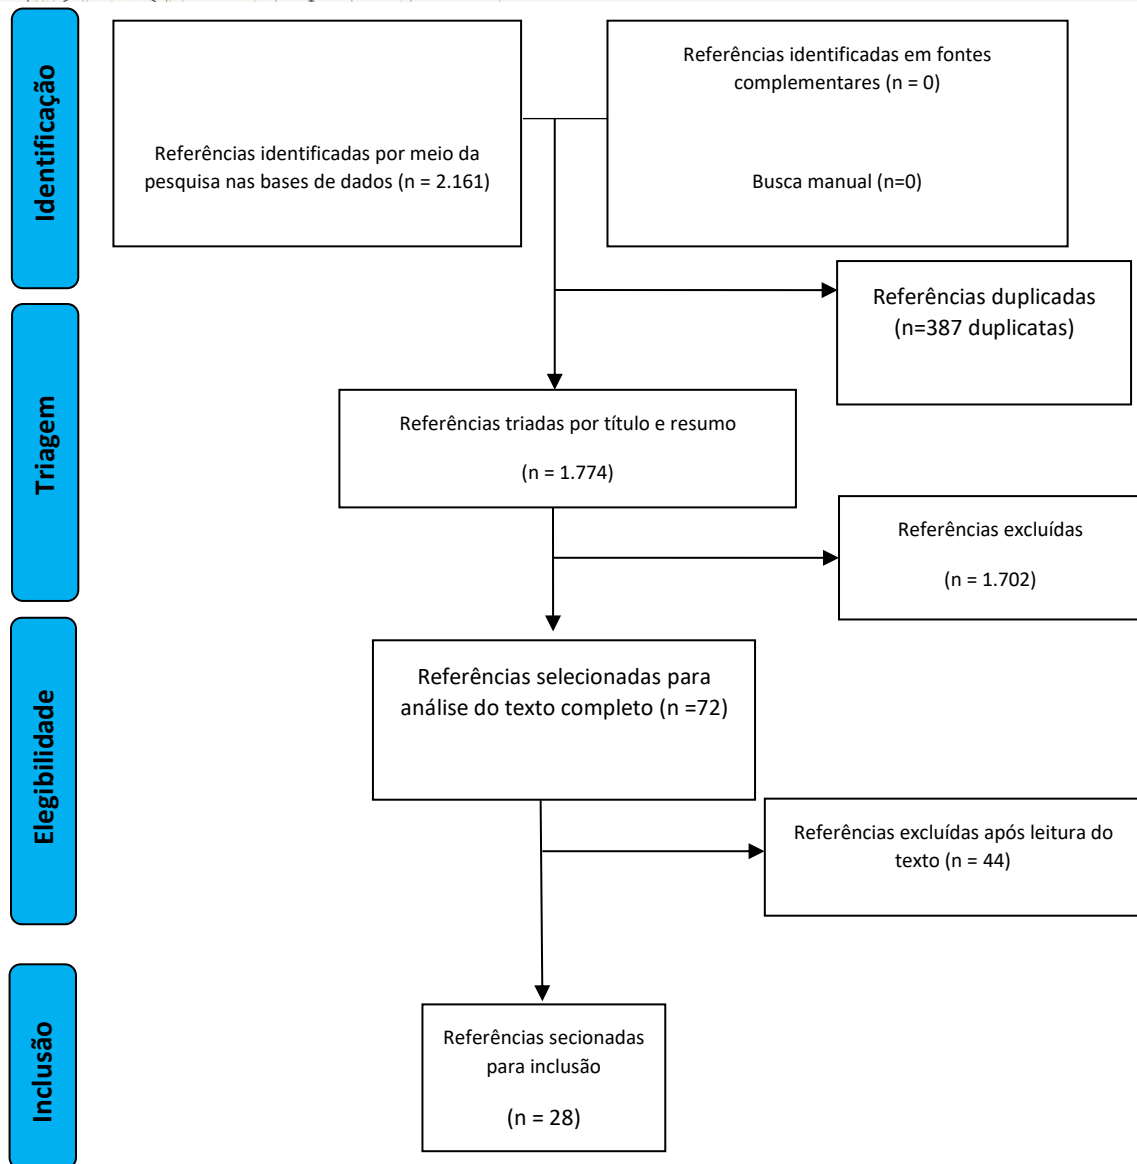 Identificação
Referências identificadas por meio da
pesquisa nas bases de dados (n = 2.161)
Referências identificadas em fontes
complementares (n = 0)
Busca manual (n=0)
Referências duplicadas
(n=387 duplicatas)
Triagem
Referências triadas por título e resumo
(n = 1.774)
Referências excluídas
(n = 1.702)
Elegibilidade
Referências selecionadas para
análise do texto completo (n =72)
Referências excluídas após leitura do
texto (n = 44)
Inclusão
Referências secionadas
para inclusão
(n = 28)